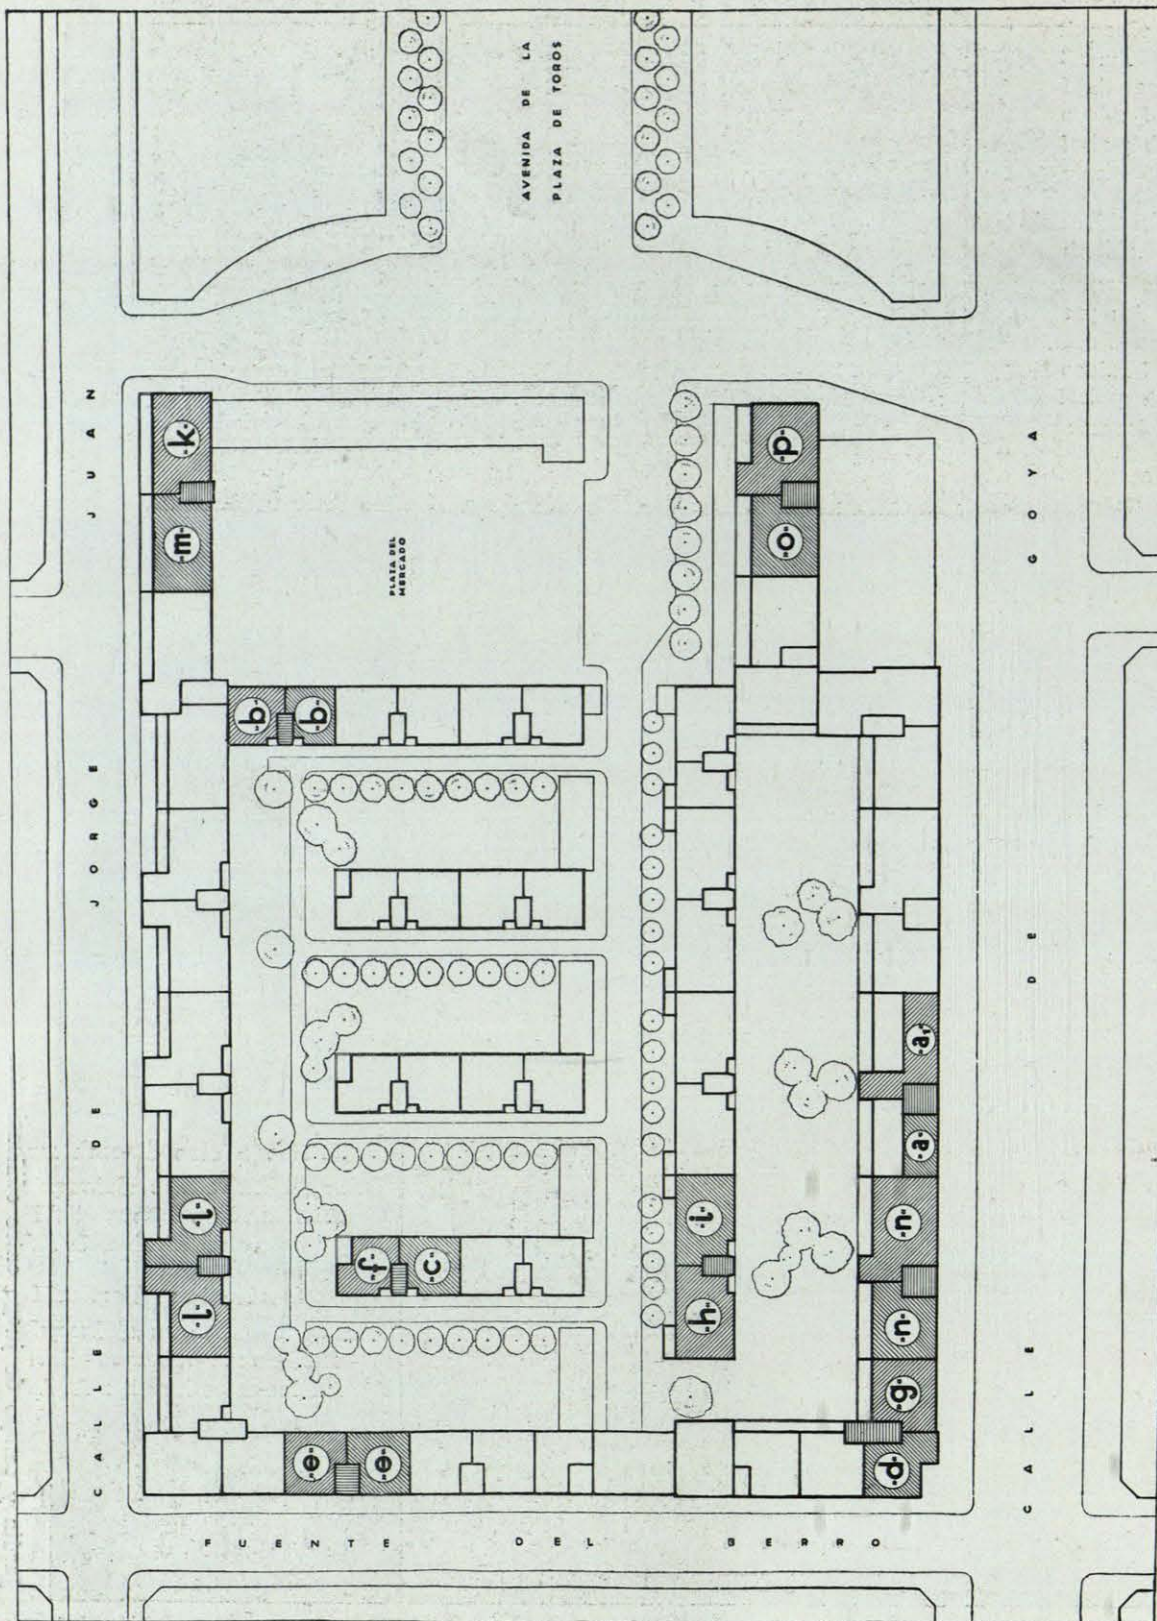 AVENIDA DE LA
PLAZA DE TOROS
CALLE DE JORGE JUAN
PLAZA DEL
MERCADO
CALLE DE GOYA
FUENTE DEL BERRO
k
m
p
o
b
b
a,
a
l
l
i
h
f
c
n
n
g
e
e
d